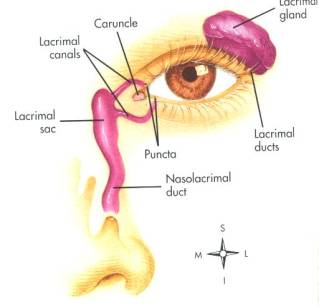 Lacrimal
gland
Caruncle
Lacrimal
canals
Lacrimal
sac
Puncta
Lacrimal
ducts
Nasolacrimal
duct
S
M L
I